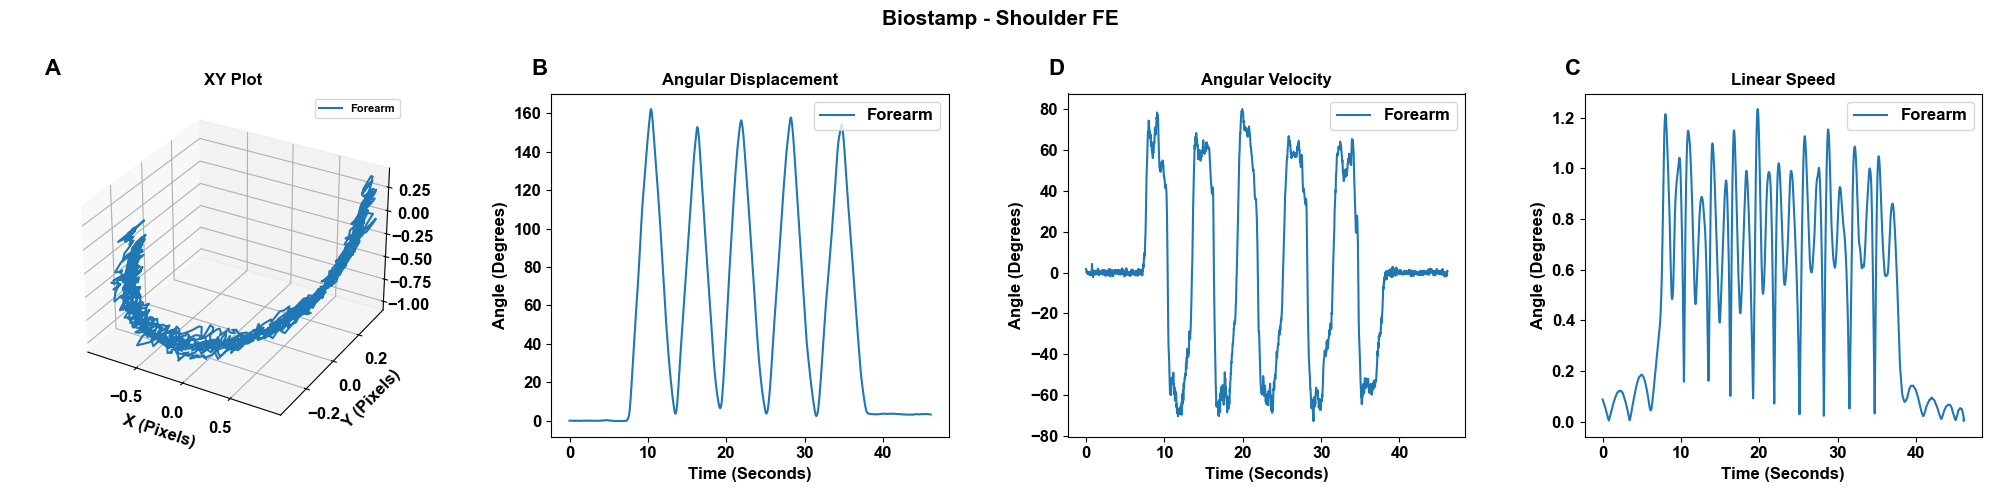 Biostamp - Shoulder FE
A
XY Plot
Forearm
0.25
0.00
−0.25
−0.50
−0.75
−1.00
0.2
0.0
−0.2
Y (Pixels)
−0.5
0.0
0.5
X (Pixels)
B
Angular Displacement
Forearm
160
140
120
100
80
60
40
20
0
Angle (Degrees)
0 10 20 30 40
Time (Seconds)
D
Angular Velocity
Forearm
80
60
40
20
0
−20
−40
−60
−80
Angle (Degrees)
0 10 20 30 40
Time (Seconds)
C
Linear Speed
Forearm
1.2
1.0
0.8
0.6
0.4
0.2
0.0
Angle (Degrees)
0 10 20 30 40
Time (Seconds)